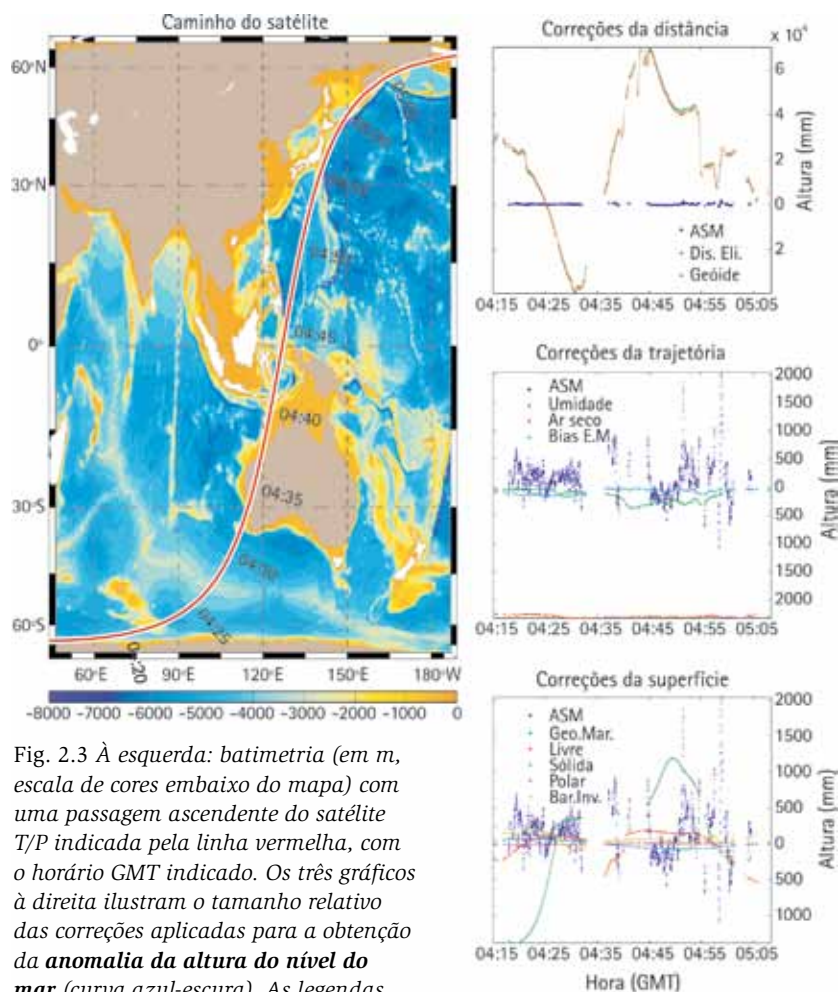 Caminho do satélite
60°N
30°N
0°
30°S
60°S
04:50
04:45
04:40
04:35
04:30
04:25
04:20
60°E
90°E
120°E
150°E
180°W
-8000 -7000 -6000 -5000 -4000 -3000 -2000 -1000 0
Fig. 2.3 À esquerda: batimetria (em m,
escala de cores embaixo do mapa) com
uma passagem ascendente do satélite
T/P indicada pela linha vermelha, com
o horário GMT indicado. Os três gráficos
à direita ilustram o tamanho relativo
das correções aplicadas para a obtenção
da anomalia da altura do nível do
mar (curva azul-escura). As legendas
Correções da distância
x 10⁴
6
4
2
0
2
Altura (mm)
ASM
Dis. Eli.
Geóide
04:15 04:25 04:35 04:45 04:55 05:05
Correções da trajetória
2000
1500
1000
500
0
500
1000
1500
2000
Altura (mm)
ASM
Umidade
Ar seco
Bias E.M
04:15 04:25 04:35 04:45 04:55 05:05
Correções da superfície
2000
1500
1000
500
0
500
1000
Altura (mm)
ASM
Geo.Mar.
Livre
Sólida
Polar
Bar.Inv.
04:15 04:25 04:35 04:45 04:55 05:05
Hora (GMT)